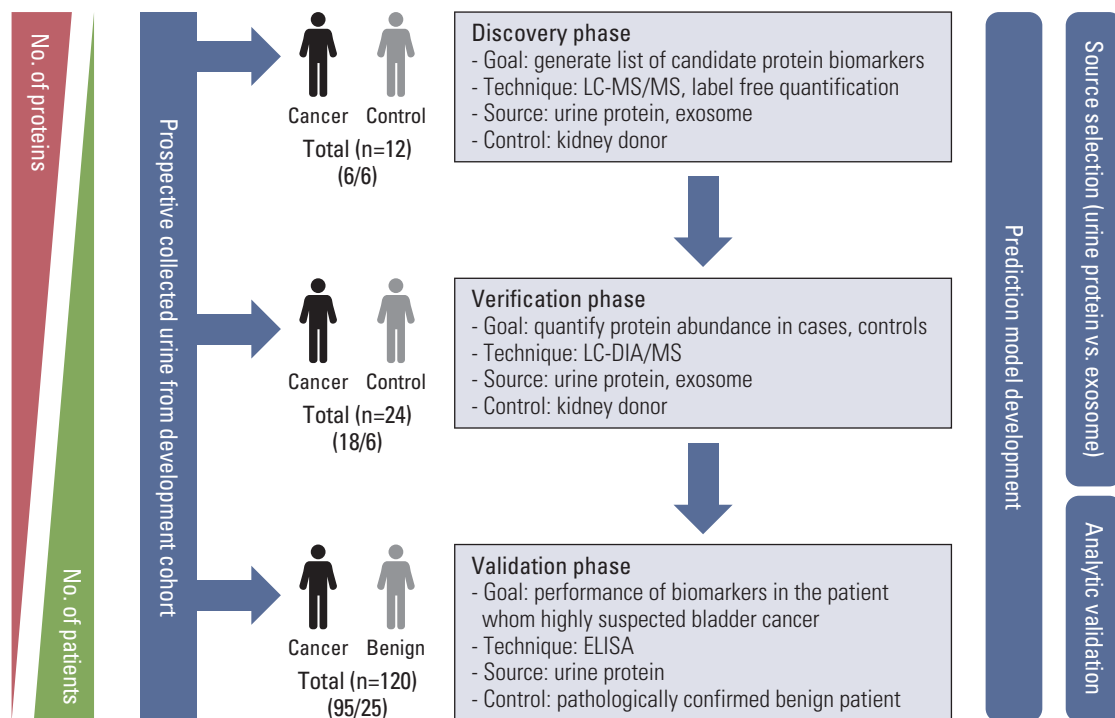 No. of proteins
No. of patients
Prospective collected urine from development cohort
Cancer Control
Total (n=12)
(6/6)
Discovery phase
- Goal: generate list of candidate protein biomarkers
- Technique: LC-MS/MS, label free quantification
- Source: urine protein, exosome
- Control: kidney donor
Cancer Control
Total (n=24)
(18/6)
Verification phase
- Goal: quantify protein abundance in cases, controls
- Technique: LC-DIA/MS
- Source: urine protein, exosome
- Control: kidney donor
Cancer Benign
Total (n=120)
(95/25)
Validation phase
- Goal: performance of biomarkers in the patient
whom highly suspected bladder cancer
- Technique: ELISA
- Source: urine protein
- Control: pathologically confirmed benign patient
Prediction model development
Source selection (urine protein vs. exosome)
Analytic validation